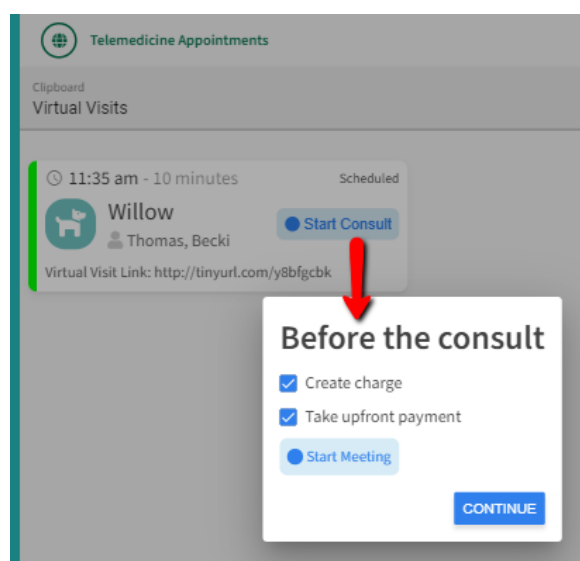 Telemedicine Appointments
Clipboard
Virtual Visits
11:35 am - 10 minutes Scheduled
Willow
Thomas, Becki
Start Consult
Virtual Visit Link: http://tinyurl.com/y8bfgcbk
Before the consult
Create charge
Take upfront payment
Start Meeting
CONTINUE